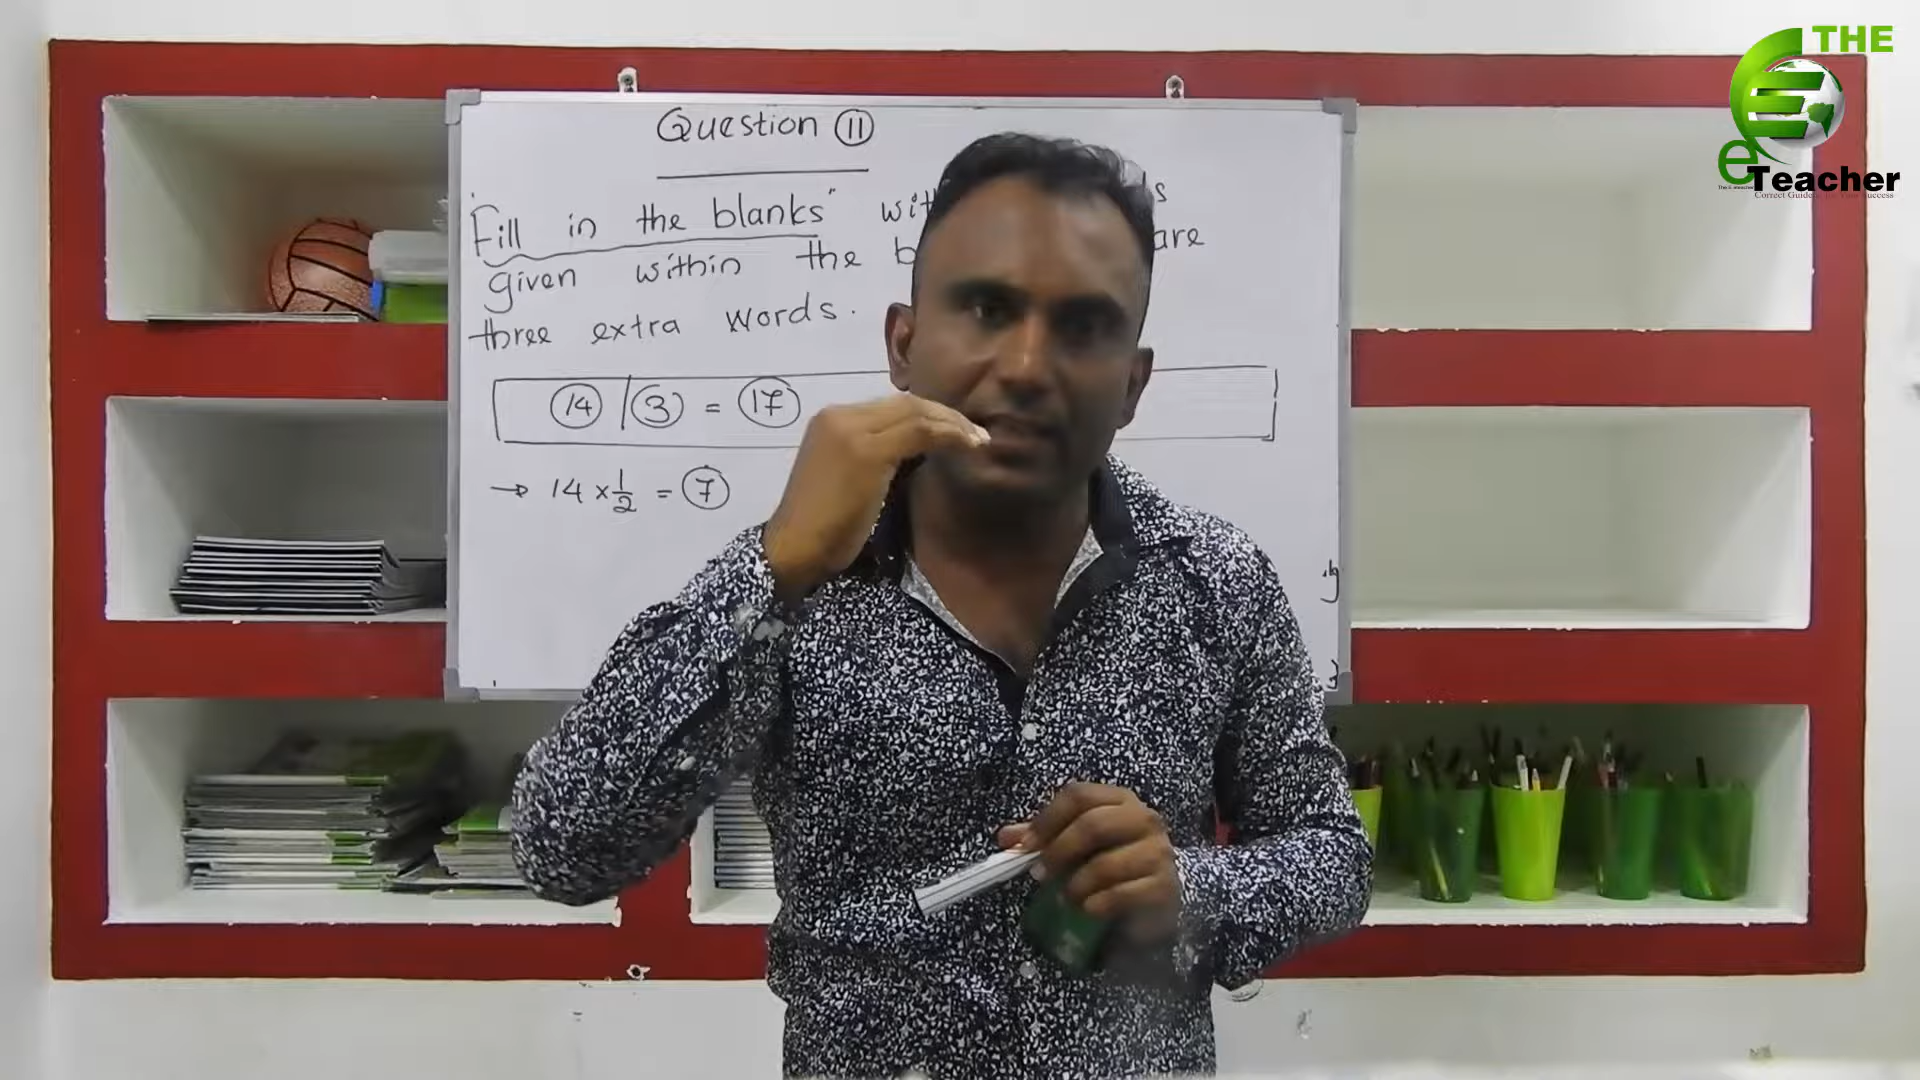 Question 11
"Fill in the blanks"
given within the are
three extra words.
14 / 3 = 17
→ 14 × 1/2 = 7
THE
e Teacher